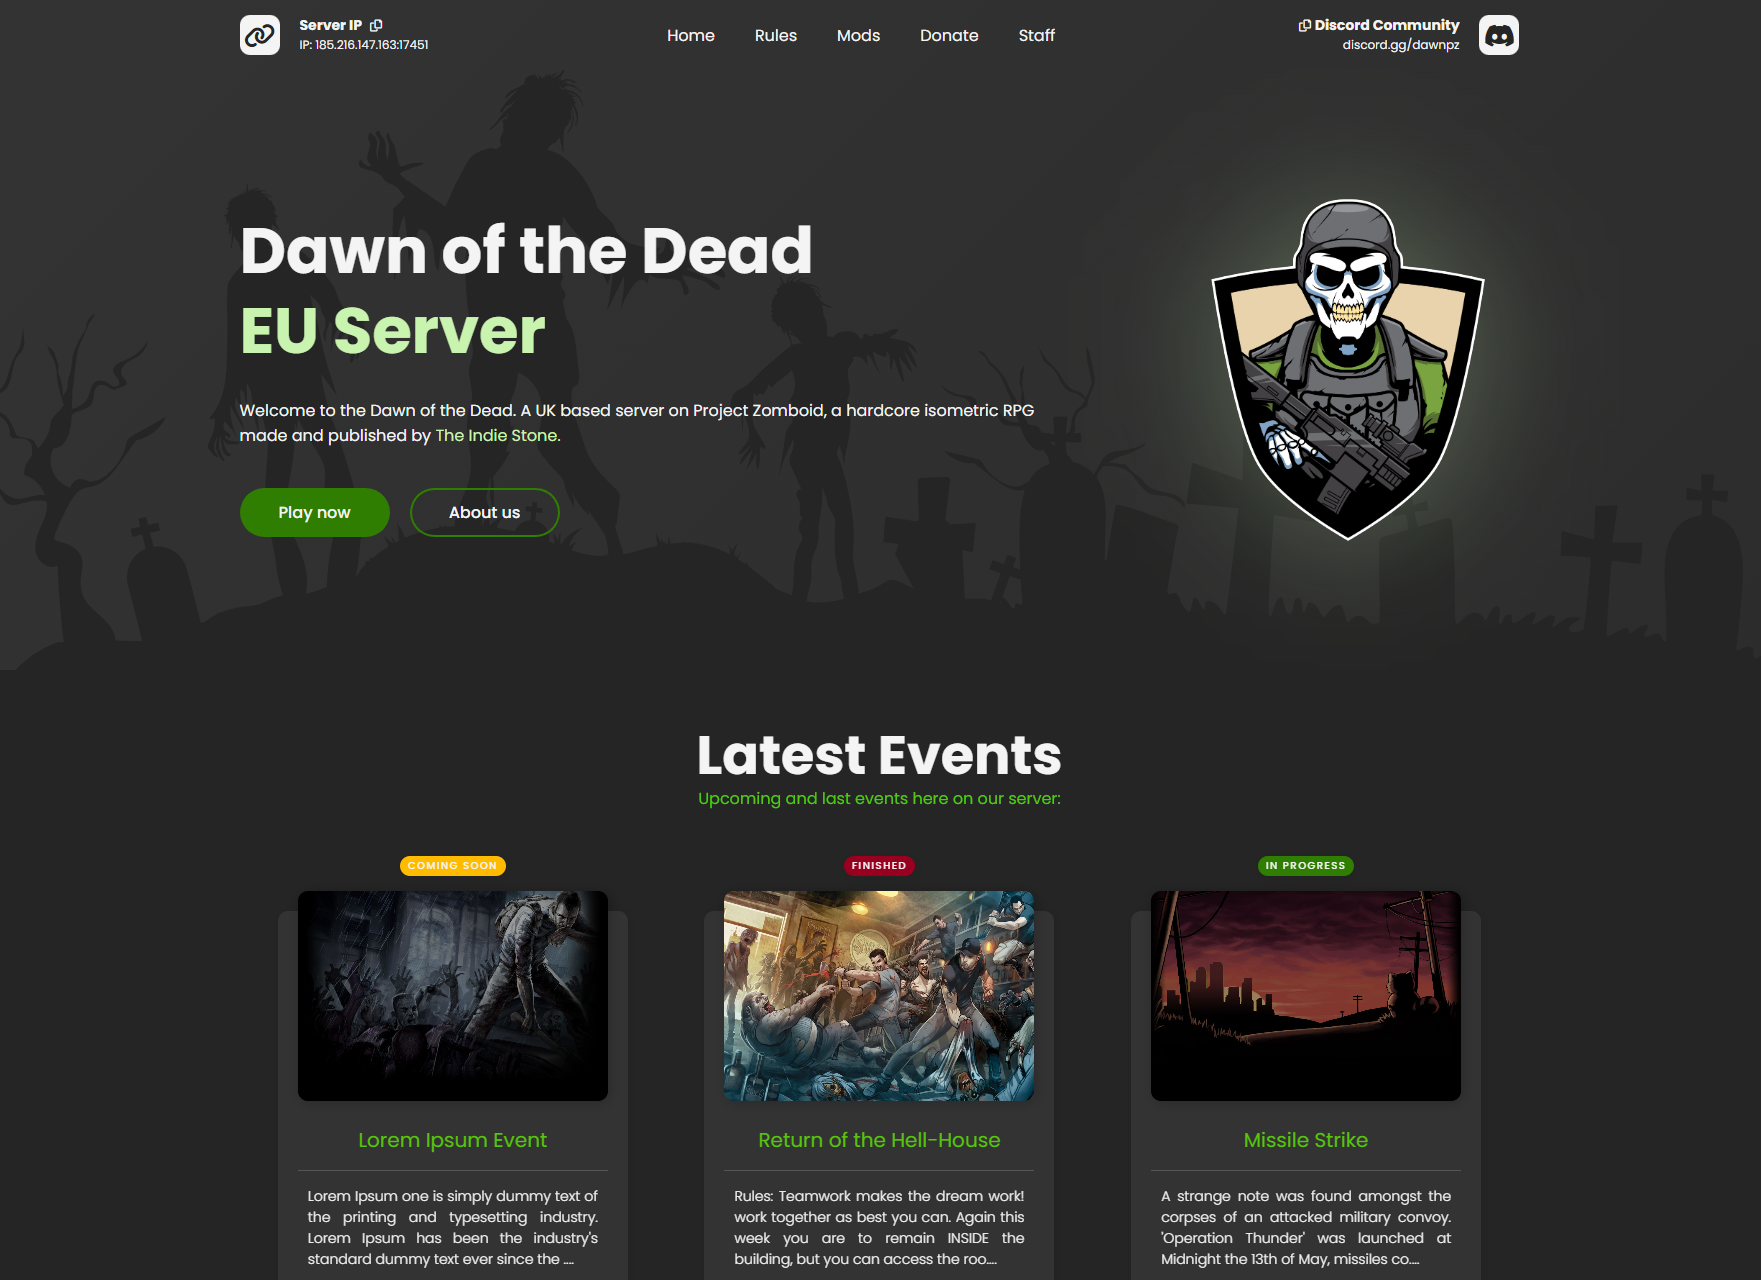 Server IP
IP: 185.216.147.163:17451
Home
Rules
Mods
Donate
Staff
Discord Community
discord.gg/dawnpz
Dawn of the Dead
EU Server
Welcome to the Dawn of the Dead. A UK based server on Project Zomboid, a hardcore isometric RPG
made and published by The Indie Stone.
Play now
About us
Latest Events
Upcoming and last events here on our server:
COMING SOON
Lorem Ipsum Event
Lorem Ipsum one is simply dummy text of
the printing and typesetting industry.
Lorem Ipsum has been the industry's
standard dummy text ever since the ....
FINISHED
Return of the Hell-House
Rules: Teamwork makes the dream work!
work together as best you can. Again this
week you are to remain INSIDE the
building, but you can access the roo....
IN PROGRESS
Missile Strike
A strange note was found amongst the
corpses of an attacked military convoy.
'Operation Thunder' was launched at
Midnight the 13th of May, missiles co....